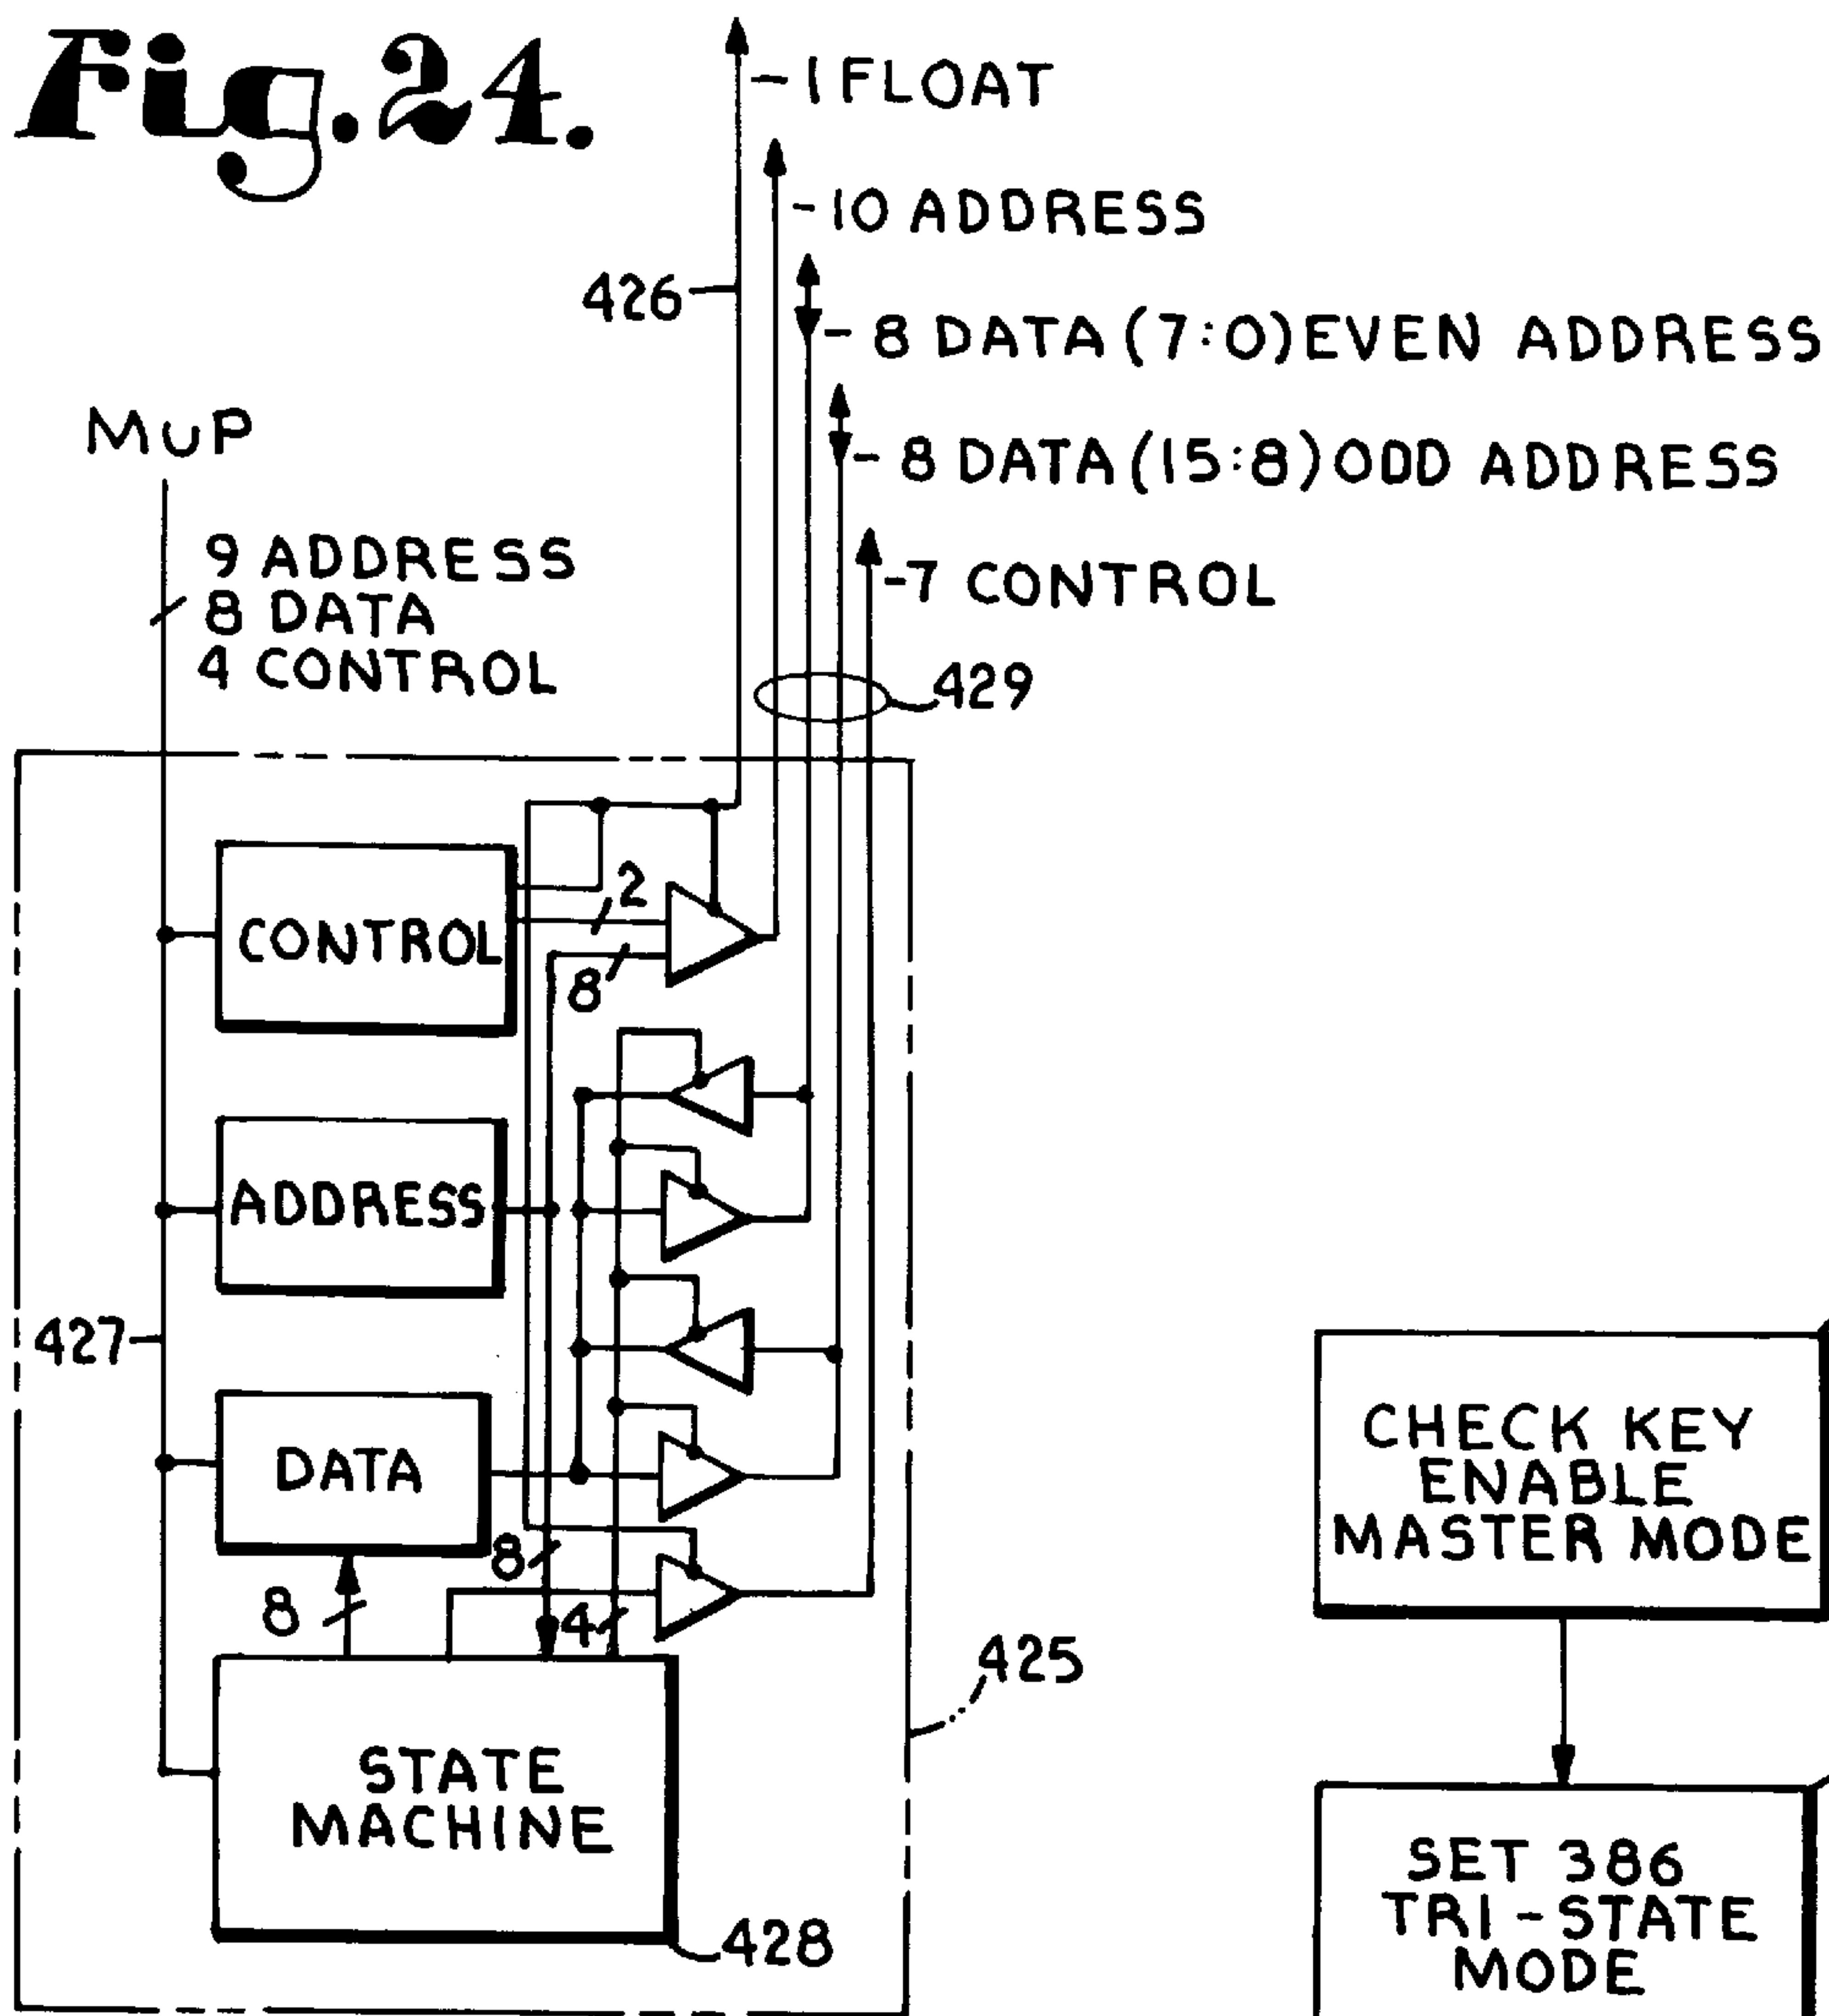 Fig.24.
-1 FLOAT
-10 ADDRESS
426
-8 DATA (7:0) EVEN ADDRESS
MuP
-8 DATA (15:8) ODD ADDRESS
9 ADDRESS
8 DATA
4 CONTROL
-7 CONTROL
429
2
CONTROL
8
ADDRESS
427
DATA
8
8
4
425
STATE
MACHINE
428
CHECK KEY
ENABLE
MASTER MODE
SET 386
TRI-STATE
MODE